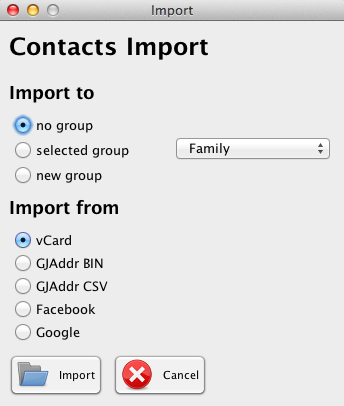 Import
Contacts Import
Import to
no group
selected group Family
new group
Import from
vCard
GJAddr BIN
GJAddr CSV
Facebook
Google
Import Cancel